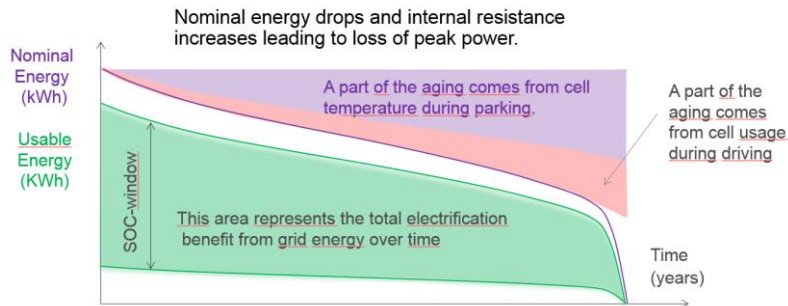 Nominal energy drops and internal resistance
increases leading to loss of peak power.
Nominal
Energy
(kWh)
A part of the aging comes from cell
temperature during parking.
A part of the
aging comes
from cell usage
during driving
Usable
Energy
(KWh)
SOC-window
This area represents the total electrification
benefit from grid energy over time
Time
(years)